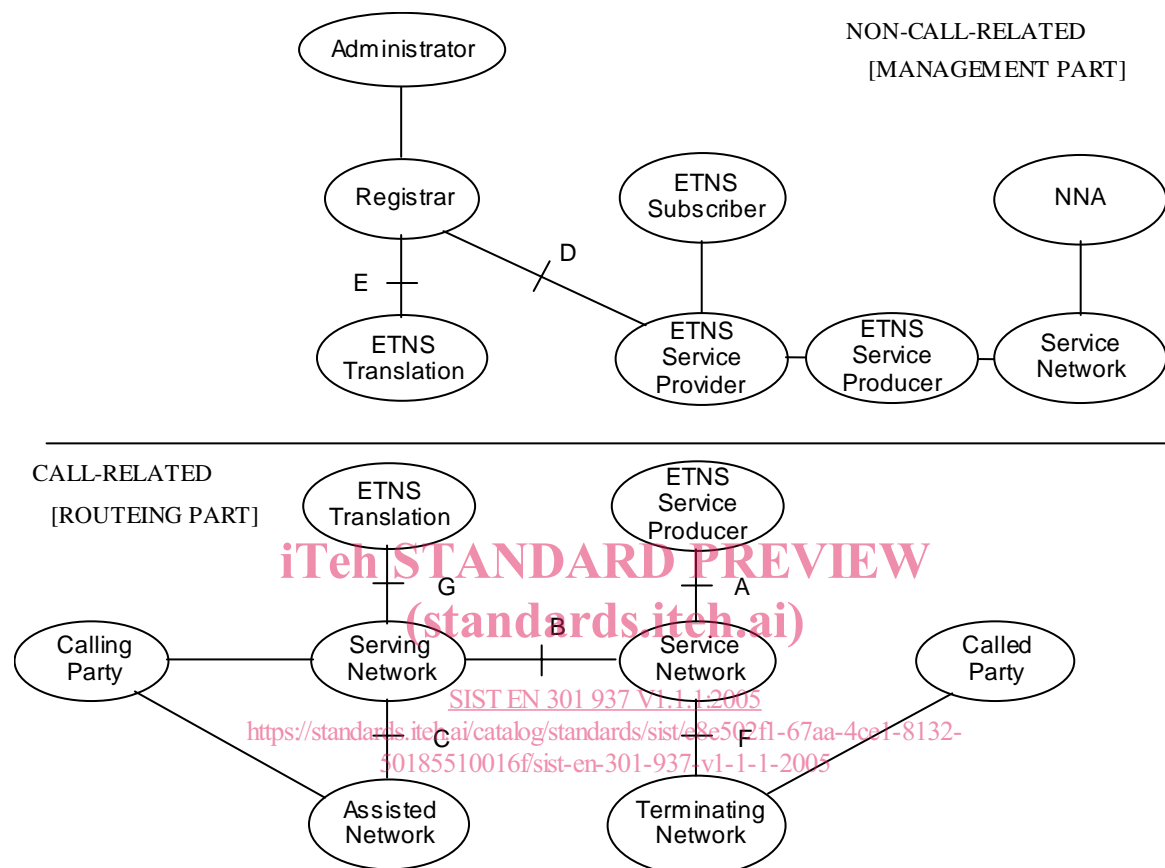 NON-CALL-RELATED
[MANAGEMENT PART]
Administrator
Registrar
ETNS
Subscriber
NNA
D
E
ETNS
Translation
ETNS
Service
Provider
ETNS
Service
Producer
Service
Network
CALL-RELATED
[ROUTEING PART]
ETNS
Translation
ETNS
Service
Producer
iTeh STANDARD PREVIEW
(standards.iteh.ai)
G
A
B
Calling
Party
Serving
Network
Service
Network
Called
Party
SIST EN 301 937 V1.1.1:2005
https://standards.iteh.ai/catalog/standards/sist/e8e502f1-67aa-4ce1-8132-
50185510016f/sist-en-301-937-v1-1-1-2005
C
F
Assisted
Network
Terminating
Network